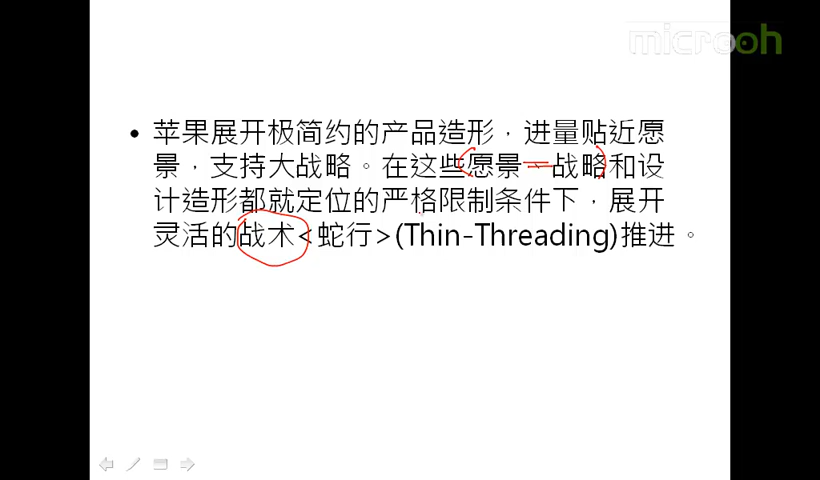 microoh
• 苹果展开极简约的产品造形，进量贴近愿
景，支持大战略。在这些愿景、战略和设
计造形都就定位的严格限制条件下，展开
灵活的战术<蛇行>(Thin-Threading)推进。